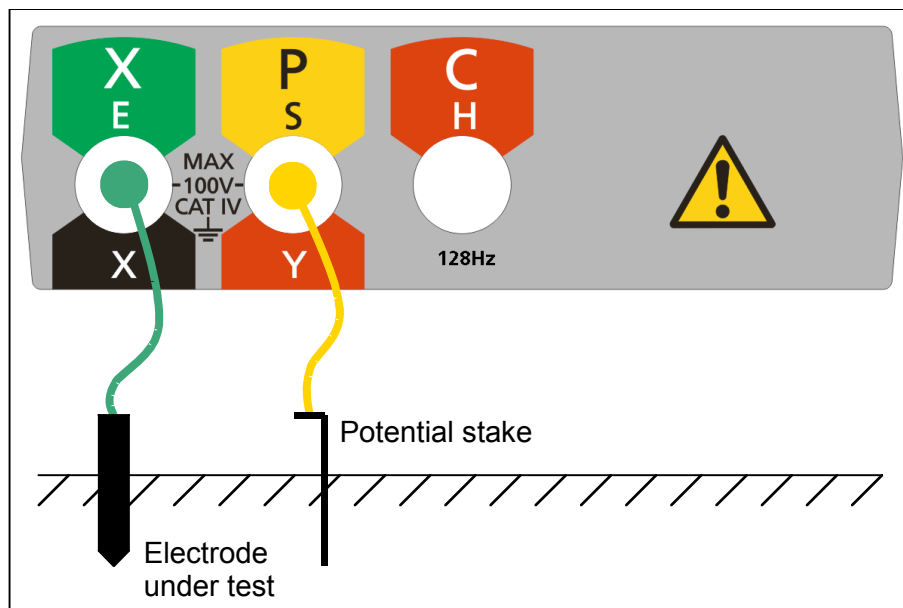 X P C
E S H
MAX
100V
CAT IV
X Y 128Hz
Potential stake
Electrode
under test